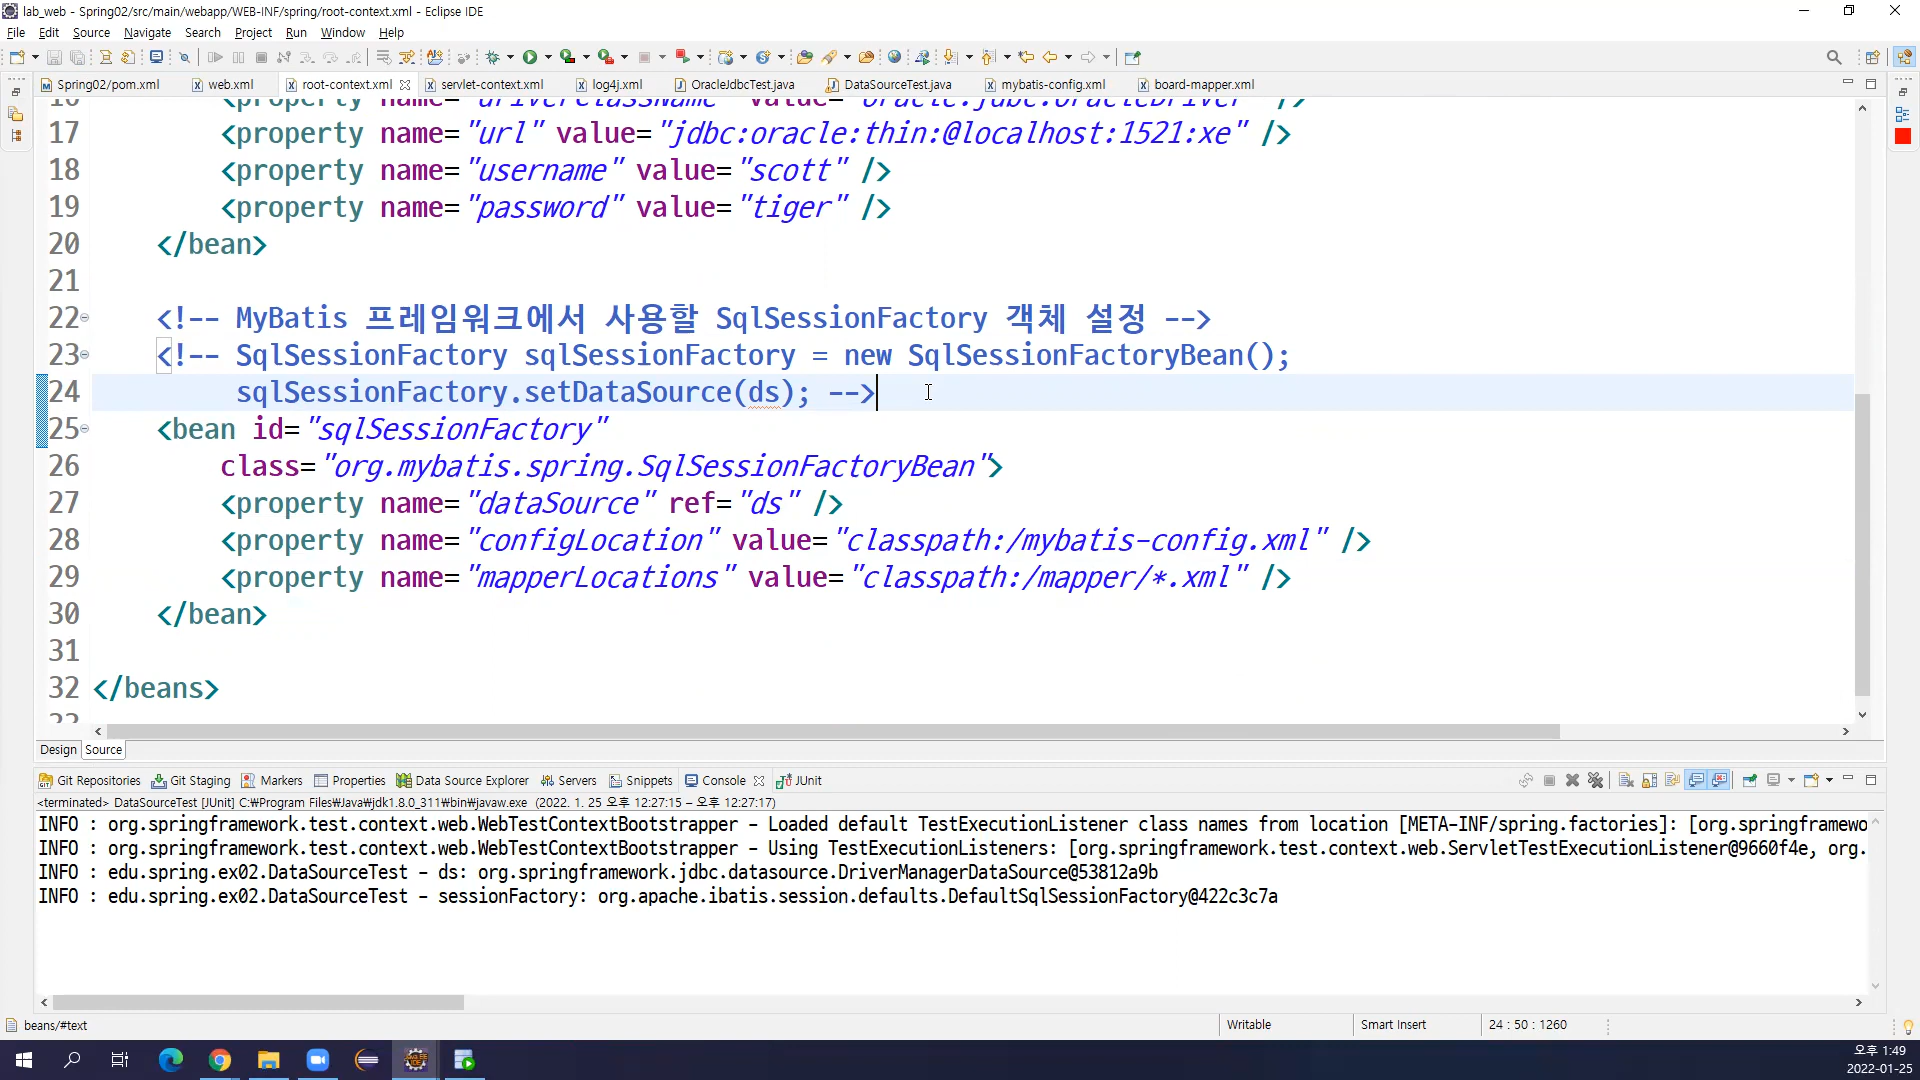 lab_web - Spring02/src/main/webapp/WEB-INF/spring/root-context.xml - Eclipse IDE
File Edit Source Navigate Search Project Run Window Help
Spring02/pom.xml web.xml root-context.xml servlet-context.xml log4j.xml OracleJdbcTest.java DataSourceTest.java mybatis-config.xml board-mapper.xml
16 <property name="driverClassName" value="oracle.jdbc.OracleDriver" />
17 <property name="url" value="jdbc:oracle:thin:@localhost:1521:xe" />
18 <property name="username" value="scott" />
19 <property name="password" value="tiger" />
20 </bean>
21
22 <!-- MyBatis 프레임워크에서 사용할 SqlSessionFactory 객체 설정 -->
23 <!-- SqlSessionFactory sqlSessionFactory = new SqlSessionFactoryBean();
24 sqlSessionFactory.setDataSource(ds); -->
25 <bean id="sqlSessionFactory"
26 class="org.mybatis.spring.SqlSessionFactoryBean">
27 <property name="dataSource" ref="ds" />
28 <property name="configLocation" value="classpath:/mybatis-config.xml" />
29 <property name="mapperLocations" value="classpath:/mapper/*.xml" />
30 </bean>
31
32 </beans>
33
Design Source
Git Repositories Git Staging Markers Properties Data Source Explorer Servers Snippets Console JUnit
<terminated> DataSourceTest [JUnit] C:₩Program Files₩Java₩jdk1.8.0_311₩bin₩javaw.exe (2022. 1. 25 오후 12:27:15 – 오후 12:27:17)
INFO : org.springframework.test.context.web.WebTestContextBootstrapper - Loaded default TestExecutionListener class names from location [META-INF/spring.factories]: [org.springframewo
INFO : org.springframework.test.context.web.WebTestContextBootstrapper - Using TestExecutionListeners: [org.springframework.test.context.web.ServletTestExecutionListener@9660f4e, org.
INFO : edu.spring.ex02.DataSourceTest - ds: org.springframework.jdbc.datasource.DriverManagerDataSource@53812a9b
INFO : edu.spring.ex02.DataSourceTest - sessionFactory: org.apache.ibatis.session.defaults.DefaultSqlSessionFactory@422c3c7a
beans/#text Writable Smart Insert 24 : 50 : 1260
오후 1:49
2022-01-25